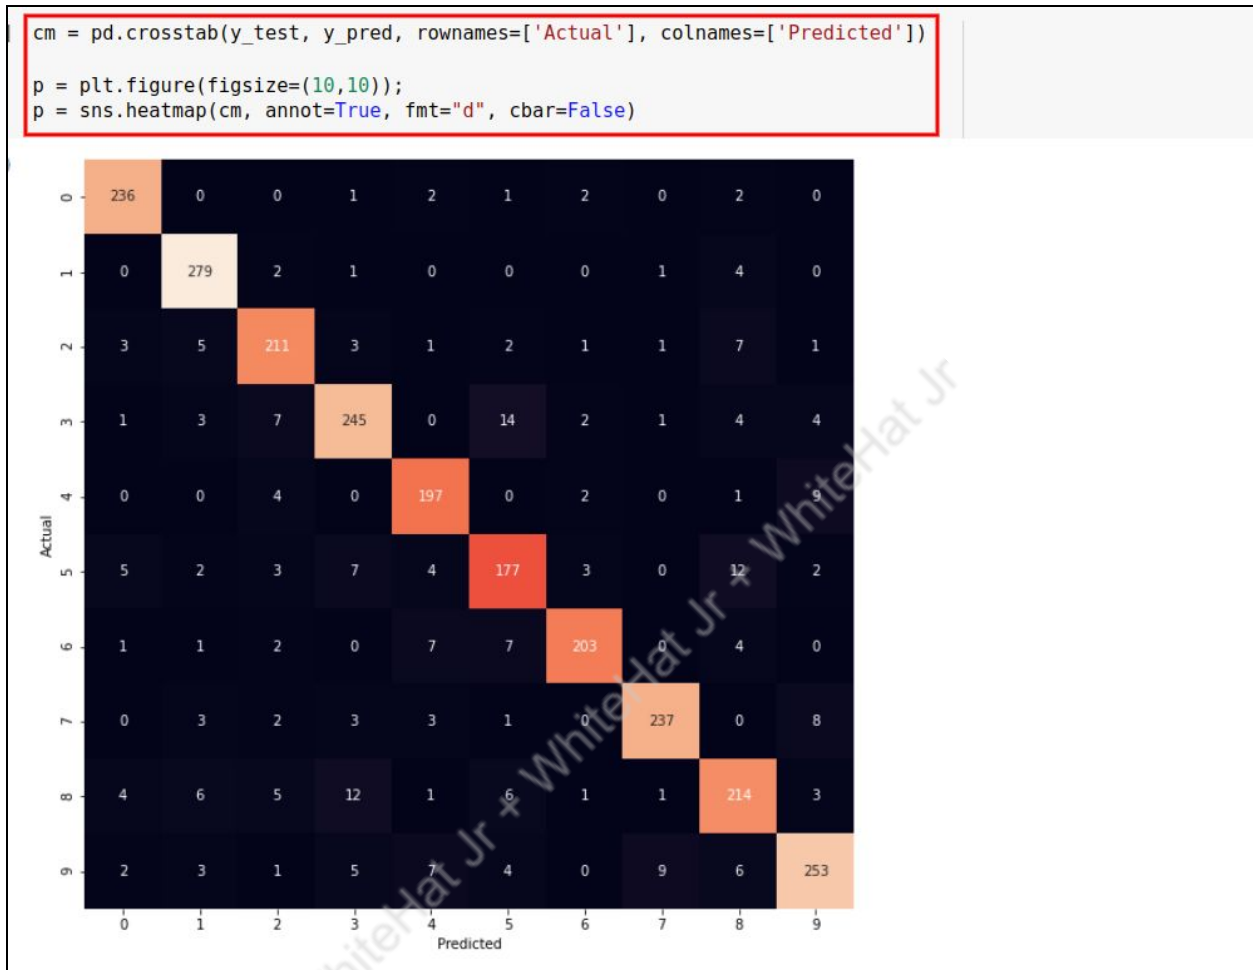 cm = pd.crosstab(y_test, y_pred, rownames=['Actual'], colnames=['Predicted'])
p = plt.figure(figsize=(10,10));
p = sns.heatmap(cm, annot=True, fmt="d", cbar=False)
0 236 0 0 1 2 1 2 0 2 0
1 0 279 2 1 0 0 0 1 4 0
2 3 5 211 3 1 2 1 1 7 1
3 1 3 7 245 0 14 2 1 4 4
4 0 0 4 0 197 0 2 0 1 9
Actual
5 5 2 3 7 4 177 3 0 12 2
6 1 1 2 0 7 7 203 0 4 0
7 0 3 2 3 3 1 0 237 0 8
8 4 6 5 12 1 6 1 1 214 3
9 2 3 1 5 7 4 0 9 6 253
0 1 2 3 4 5 6 7 8 9
Predicted
WhiteHat Jr + WhiteHat Jr + WhiteHat Jr